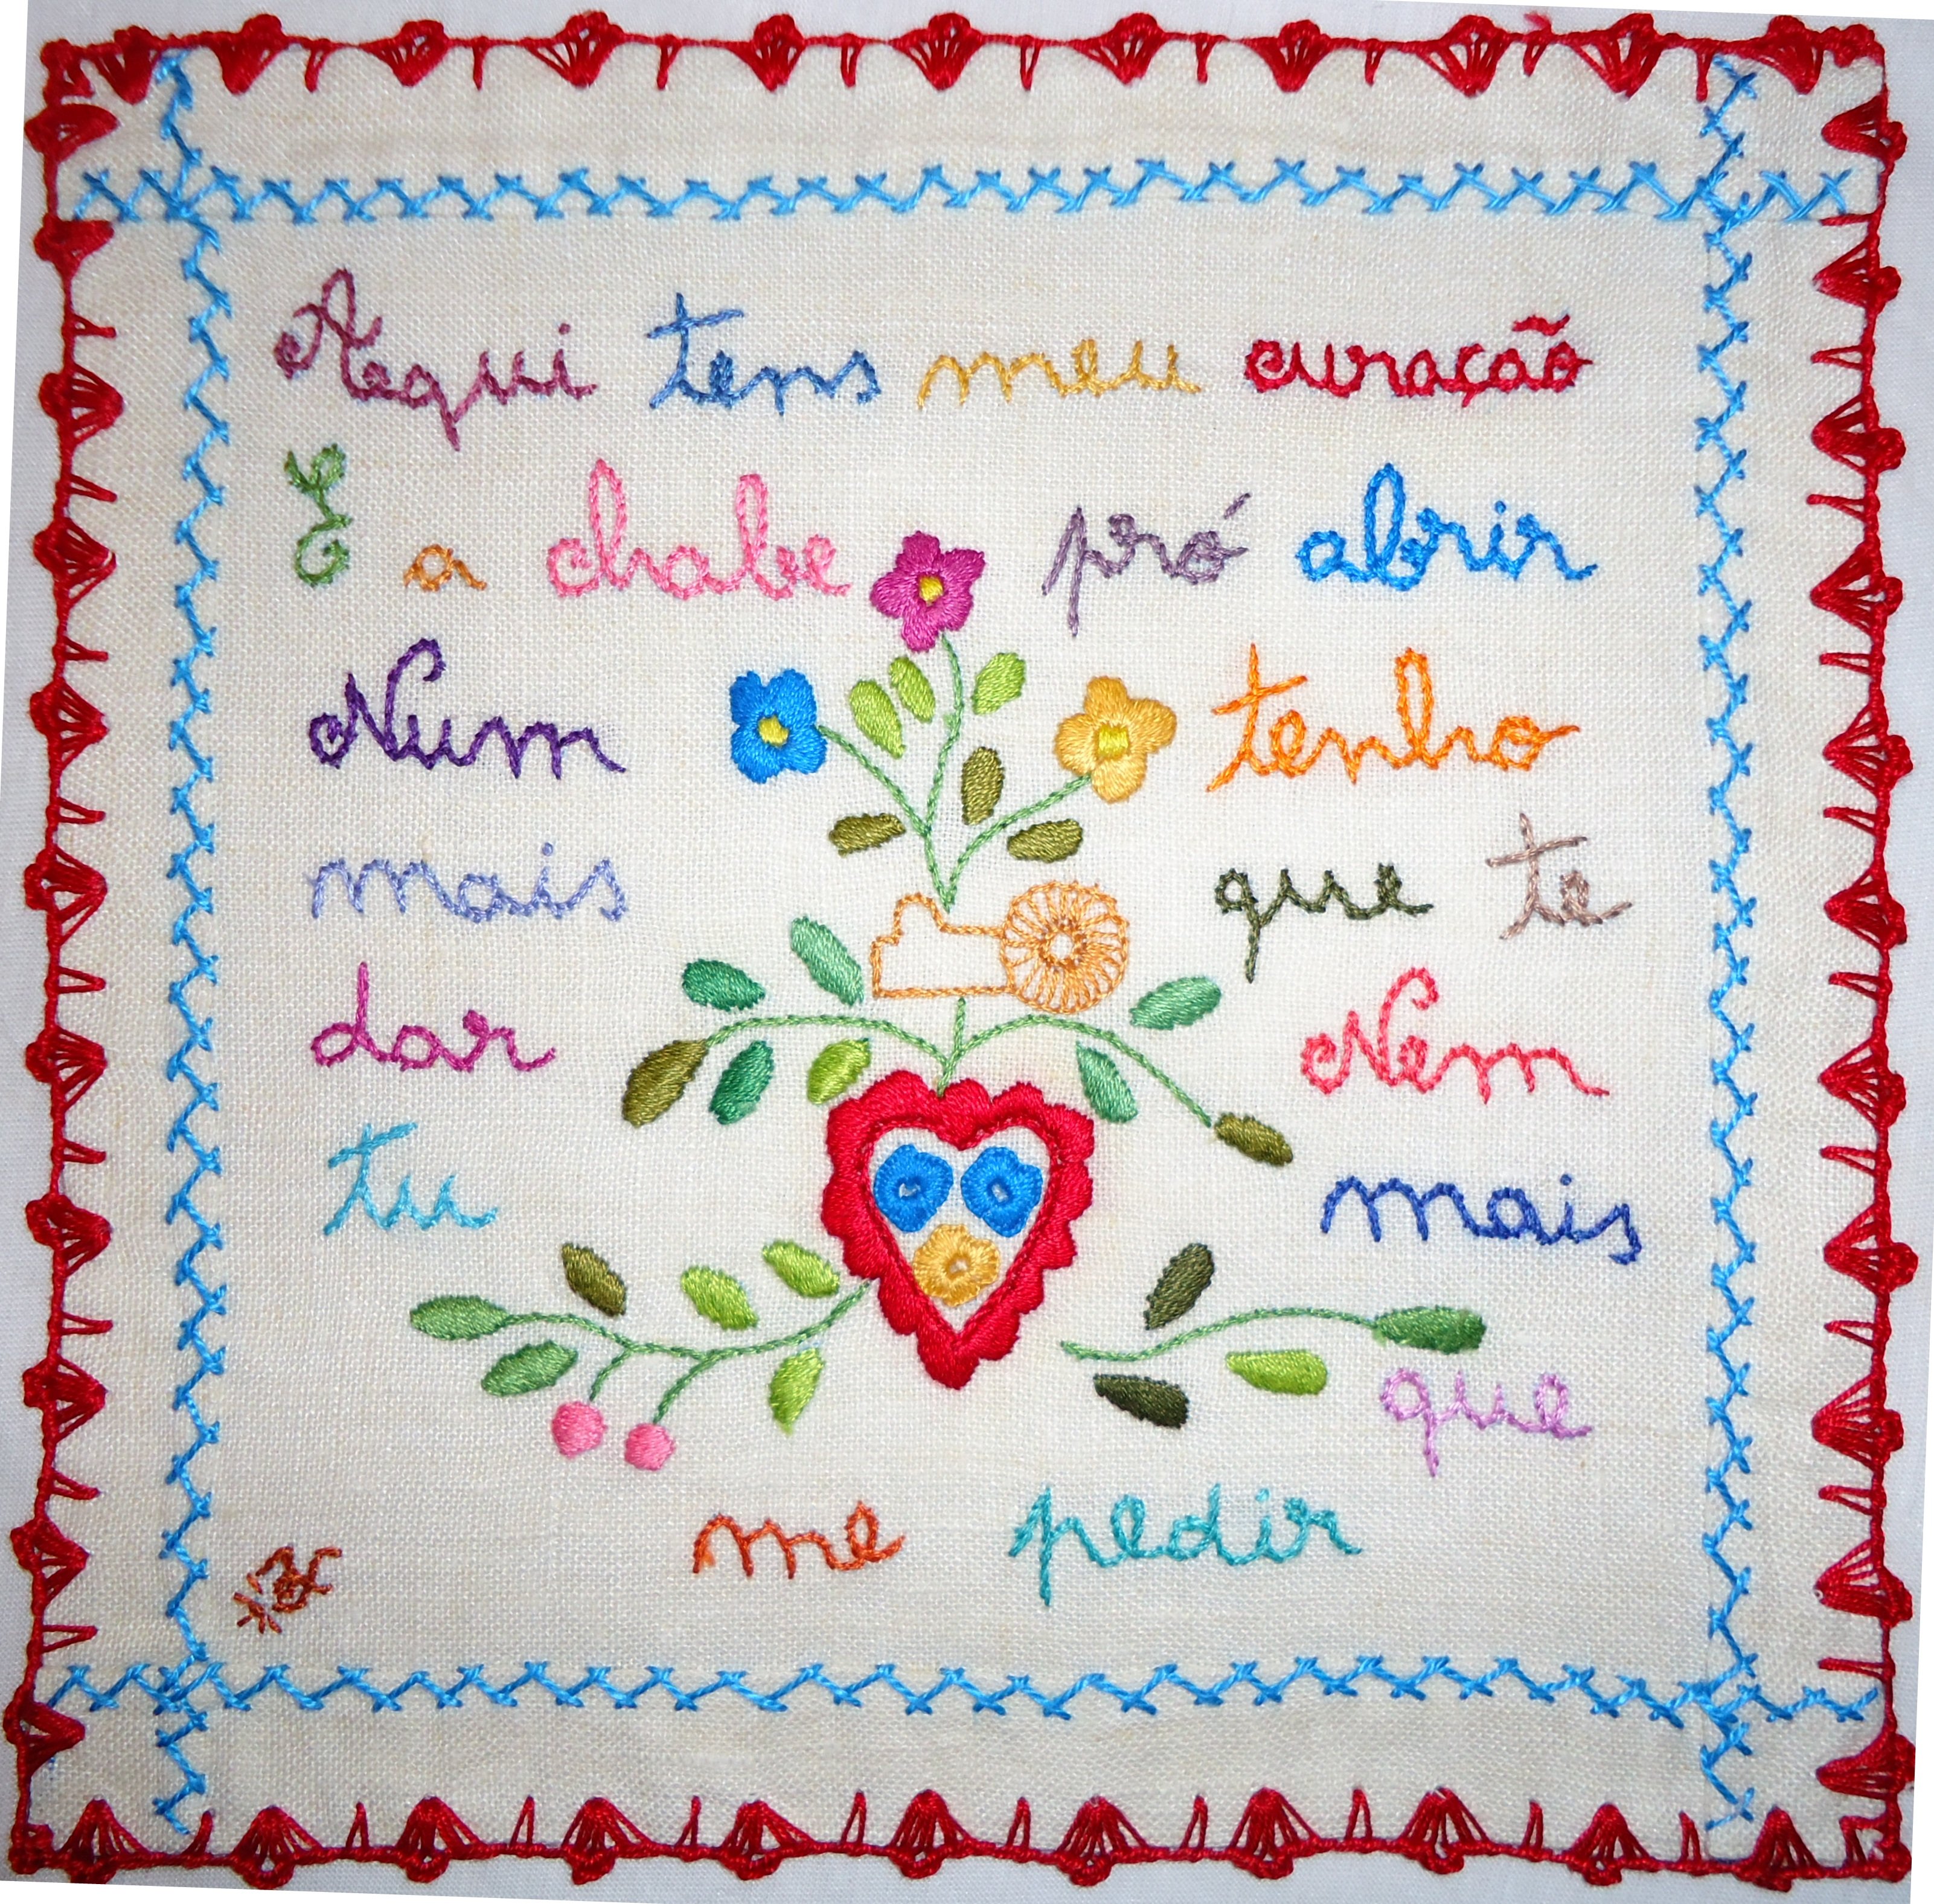 Aqui tens meu curação
E a chabe pró abrir
Num tenho
mais que te
dar Nem
tu mais
que
me pedir